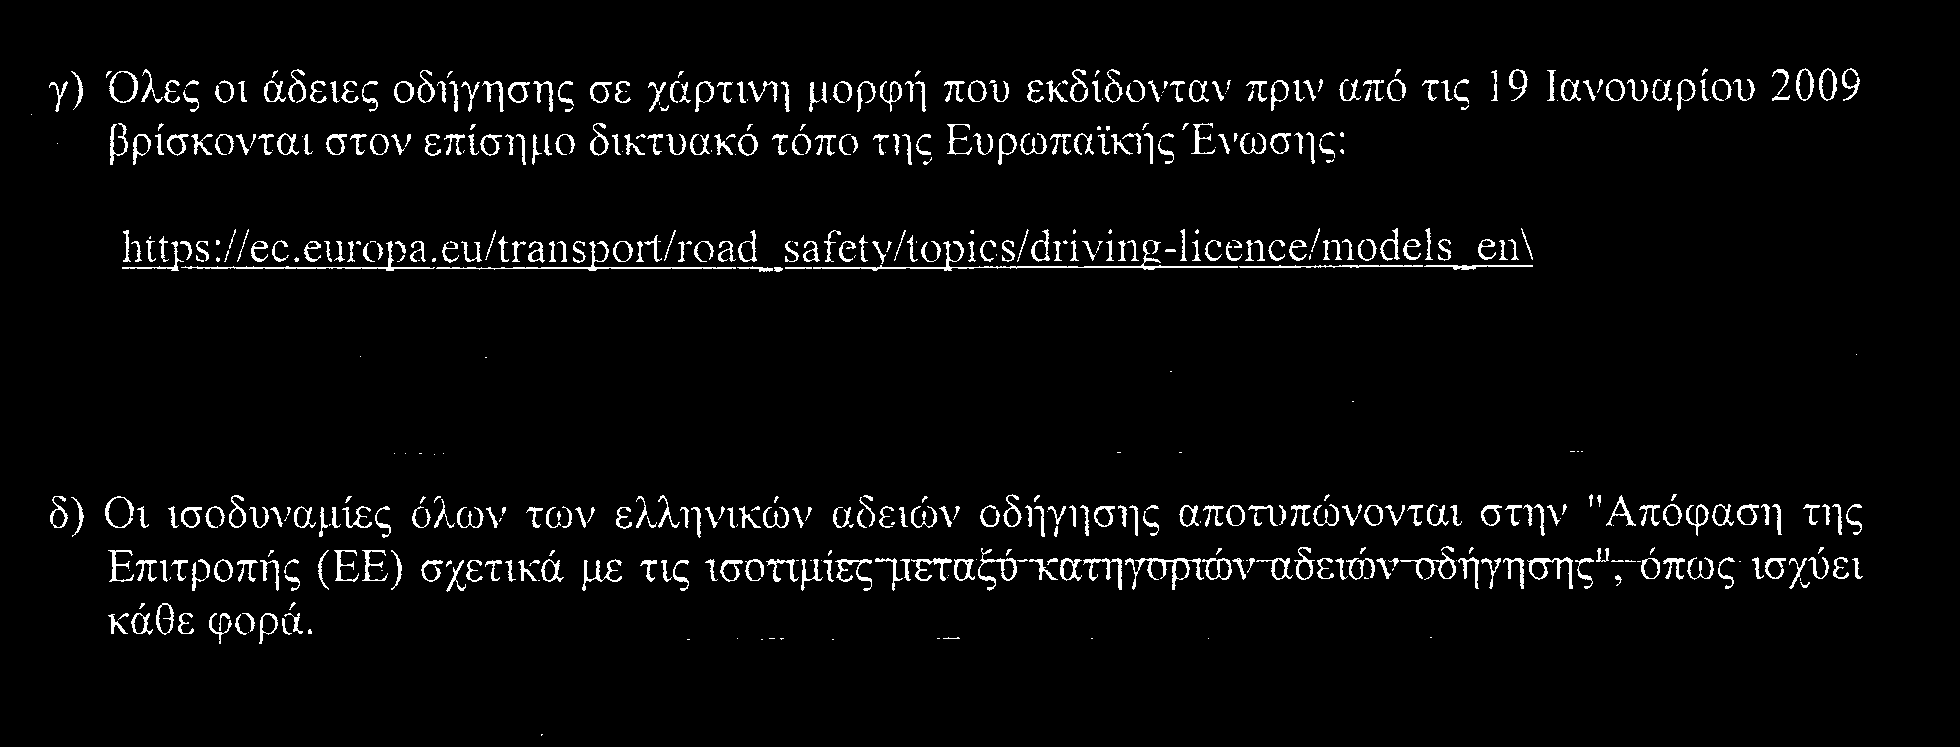 γ) Όλες οι άδειες οδήγησης σε χάρτινη μορφή που εκδίδονταν πριν από τις 19 Ιανουαρίου 2009
βρίσκονται στον επίσημο δικτυακό τόπο της Ευρωπαϊκής Ένωσης:
https://ec.europa.eu/transport/road_safety/topics/driving-licence/models_en\
δ) Οι ισοδυναμίες όλων των ελληνικών αδειών οδήγησης αποτυπώνονται στην "Απόφαση της
Επιτροπής (ΕΕ) σχετικά με τις ισοτιμίες μεταξύ κατηγοριών αδειών οδήγησης", όπως ισχύει
κάθε φορά.